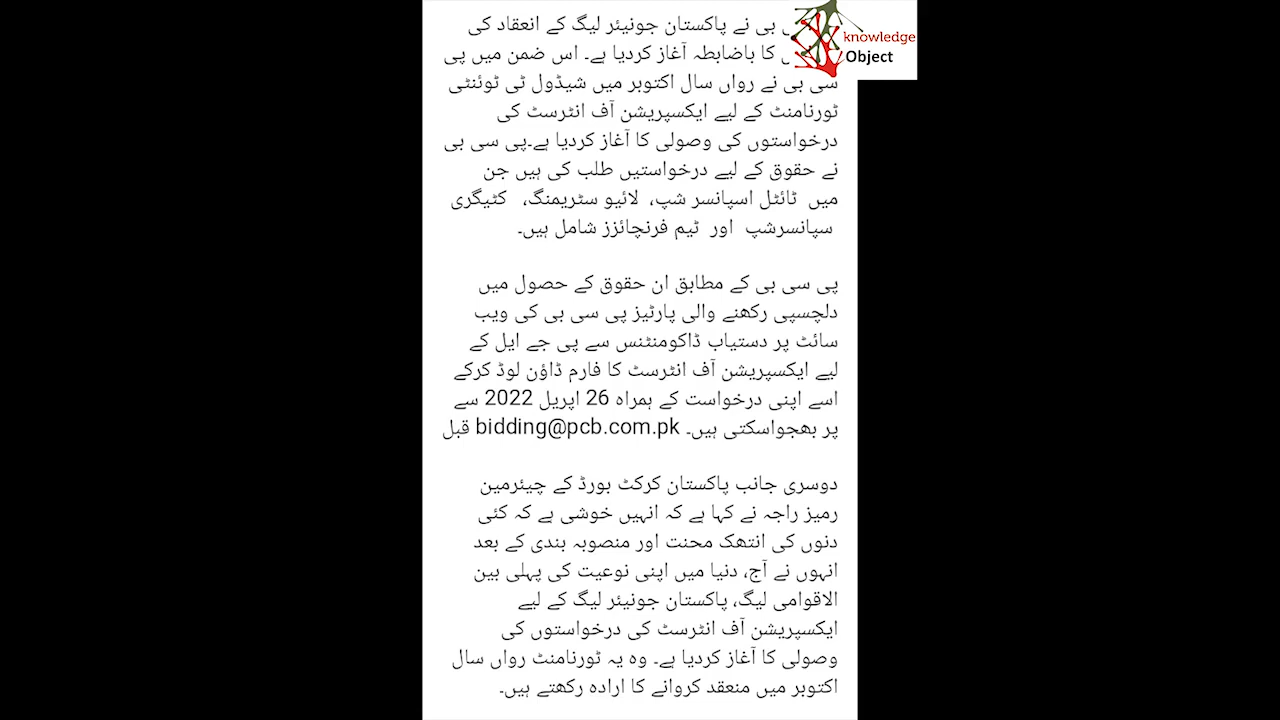 بی نے پاکستان جونیئر لیگ کے انعقاد کی
کا باضابطہ آغاز کردیا ہے۔ اس ضمن میں پی
سی بی نے رواں سال اکتوبر میں شیڈول ٹی ٹوئنٹی
ٹورنامنٹ کے لیے ایکسپریشن آف انٹرسٹ کی
درخواستوں کی وصولی کا آغاز کردیا ہے۔پی سی بی
نے حقوق کے لیے درخواستیں طلب کی ہیں جن
میں ٹائٹل اسپانسر شپ، لائیو سٹریمنگ، کٹیگری
سپانسرشپ اور ٹیم فرنچائزز شامل ہیں۔
پی سی بی کے مطابق ان حقوق کے حصول میں
دلچسپی رکھنے والی پارٹیز پی سی بی کی ویب
سائٹ پر دستیاب ڈاکومنٹنس سے پی جے ایل کے
لیے ایکسپریشن آف انٹرسٹ کا فارم ڈاؤن لوڈ کرکے
اسے اپنی درخواست کے ہمراہ 26 اپریل 2022 سے
پر بھجواسکتی ہیں۔ bidding@pcb.com.pk قبل
دوسری جانب پاکستان کرکٹ بورڈ کے چیئرمین
رمیز راجہ نے کہا ہے کہ انہیں خوشی ہے کہ کئی
دنوں کی انتھک محنت اور منصوبہ بندی کے بعد
انہوں نے آج، دنیا میں اپنی نوعیت کی پہلی بین
الاقوامی لیگ، پاکستان جونیئر لیگ کے لیے
ایکسپریشن آف انٹرسٹ کی درخواستوں کی
وصولی کا آغاز کردیا ہے۔ وہ یہ ٹورنامنٹ رواں سال
اکتوبر میں منعقد کروانے کا ارادہ رکھتے ہیں۔
knowledge
Object